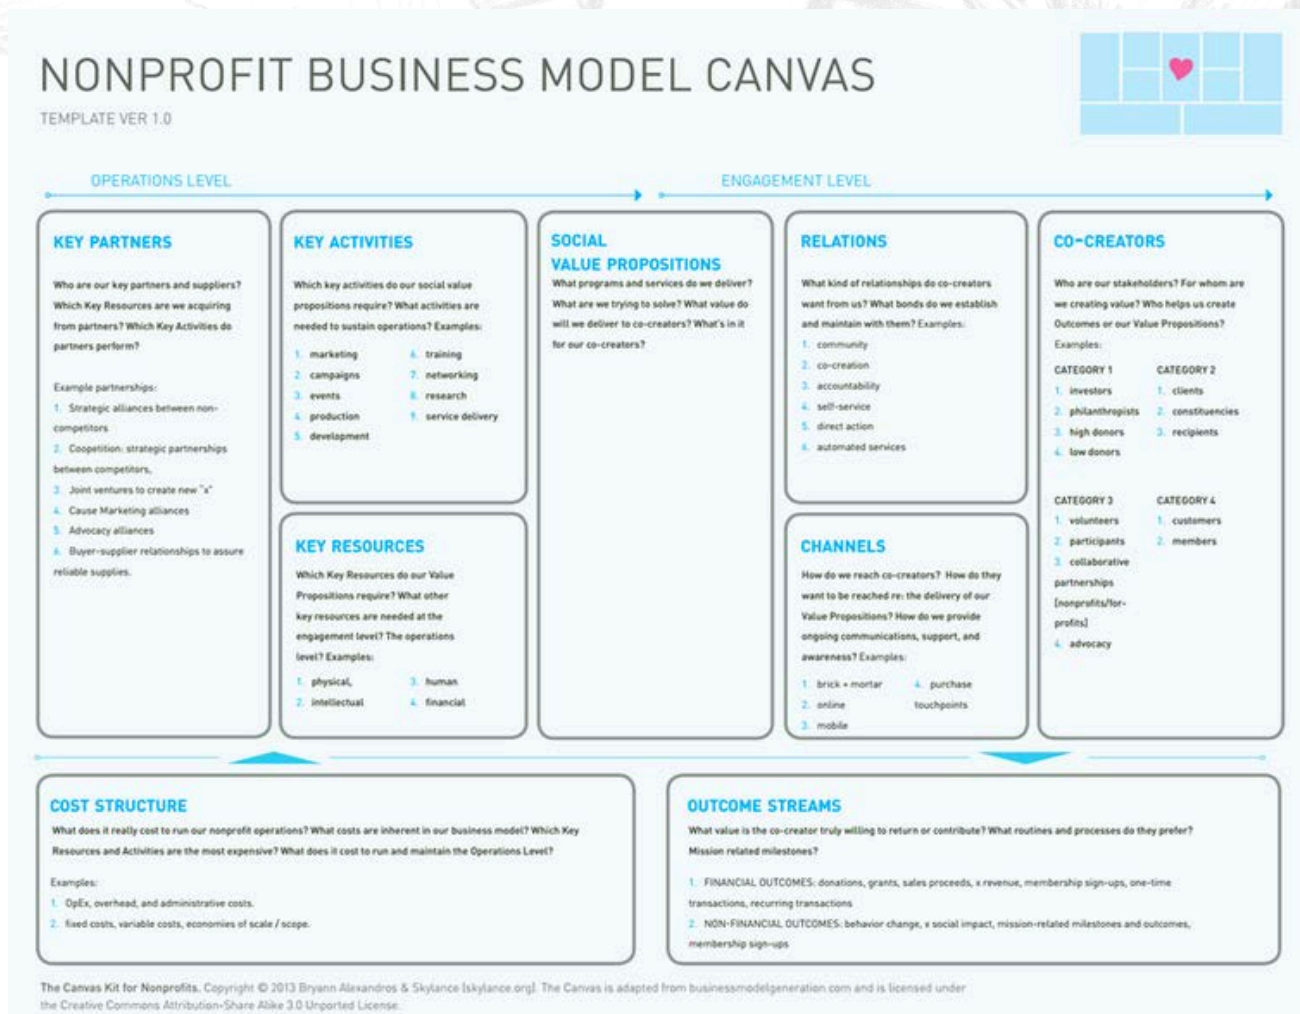 NONPROFIT BUSINESS MODEL CANVAS
TEMPLATE VER 1.0
OPERATIONS LEVEL
ENGAGEMENT LEVEL
KEY PARTNERS
Who are our key partners and suppliers?
Which Key Resources are we acquiring
from partners? Which Key Activities do
partners perform?
Example partnerships:
1. Strategic alliances between non-
competitors
2. Coopetition: strategic partnerships
between competitors,
3. Joint ventures to create new "x"
4. Cause Marketing alliances
5. Advocacy alliances
6. Buyer-supplier relationships to assure
reliable supplies.
KEY ACTIVITIES
Which key activities do our social value
propositions require? What activities are
needed to sustain operations? Examples:
1. marketing
2. campaigns
3. events
4. production
5. development
6. training
7. networking
8. research
9. service delivery
KEY RESOURCES
Which Key Resources do our Value
Propositions require? What other
key resources are needed at the
engagement level? The operations
level? Examples:
1. physical,
2. intellectual
3. human
4. financial
SOCIAL
VALUE PROPOSITIONS
What programs and services do we deliver?
What are we trying to solve? What value do
will we deliver to co-creators? What's in it
for our co-creators?
RELATIONS
What kind of relationships do co-creators
want from us? What bonds do we establish
and maintain with them? Examples:
1. community
2. co-creation
3. accountability
4. self-service
5. direct action
6. automated services
CHANNELS
How do we reach co-creators? How do they
want to be reached re: the delivery of our
Value Propositions? How do we provide
ongoing communications, support, and
awareness? Examples:
1. brick + mortar
2. online
3. mobile
4. purchase
touchpoints
CO-CREATORS
Who are our stakeholders? For whom are
we creating value? Who helps us create
Outcomes or our Value Propositions?
Examples:
CATEGORY 1
1. investors
2. philanthropists
3. high donors
4. low donors
CATEGORY 2
1. clients
2. constituencies
3. recipients
CATEGORY 3
1. volunteers
2. participants
3. collaborative
partnerships
[nonprofits/for-
profits]
4. advocacy
CATEGORY 4
1. customers
2. members
COST STRUCTURE
What does it really cost to run our nonprofit operations? What costs are inherent in our business model? Which Key
Resources and Activities are the most expensive? What does it cost to run and maintain the Operations Level?
Examples:
1. OpEx, overhead, and administrative costs.
2. fixed costs, variable costs, economies of scale / scope.
OUTCOME STREAMS
What value is the co-creator truly willing to return or contribute? What routines and processes do they prefer?
Mission related milestones?
1. FINANCIAL OUTCOMES: donations, grants, sales proceeds, x revenue, membership sign-ups, one-time
transactions, recurring transactions
2. NON-FINANCIAL OUTCOMES: behavior change, x social impact, mission-related milestones and outcomes,
membership sign-ups
The Canvas Kit for Nonprofits. Copyright © 2013 Bryann Alexandros & Skylance [skylance.org]. The Canvas is adapted from businessmodelgeneration.com and is licensed under
the Creative Commons Attribution-Share Alike 3.0 Unported License.